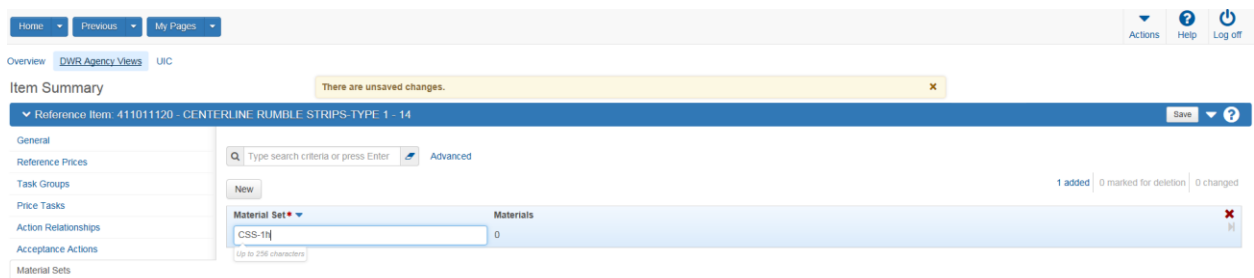 Home Previous My Pages Actions Help Log off
Overview DWR Agency Views UIC
Item Summary There are unsaved changes.
Reference Item: 411011120 - CENTERLINE RUMBLE STRIPS-TYPE 1 - 14 Save
General
Type search criteria or press Enter Advanced
Reference Prices
Task Groups
1 added 0 marked for deletion 0 changed
New
Price Tasks
Material Set* Materials
Action Relationships
CSS-1h 0
Acceptance Actions
Up to 256 characters
Material Sets